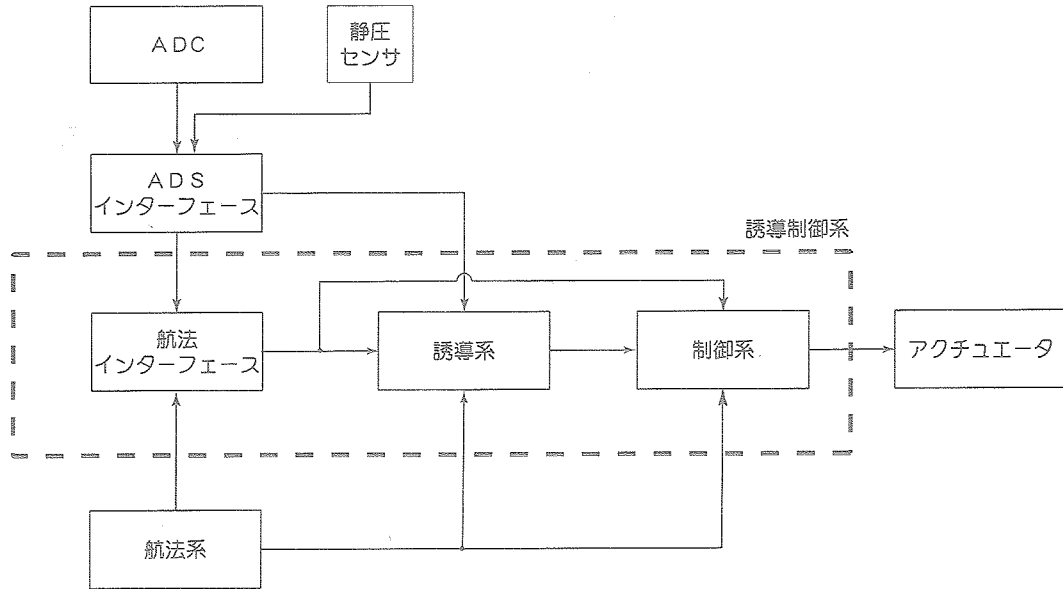 ADC
静圧
センサ
ADS
インターフェース
誘導制御系
航法
インターフェース
誘導系
制御系
アクチュエータ
航法系